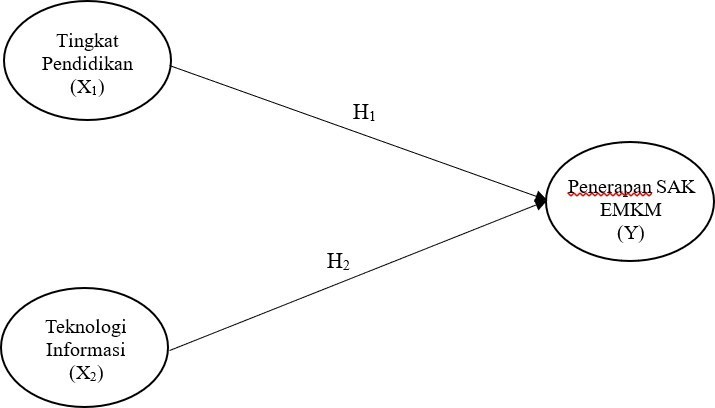 Tingkat
Pendidikan
(X₁)
H₁
Penerapan SAK
EMKM
(Y)
H₂
Teknologi
Informasi
(X₂)